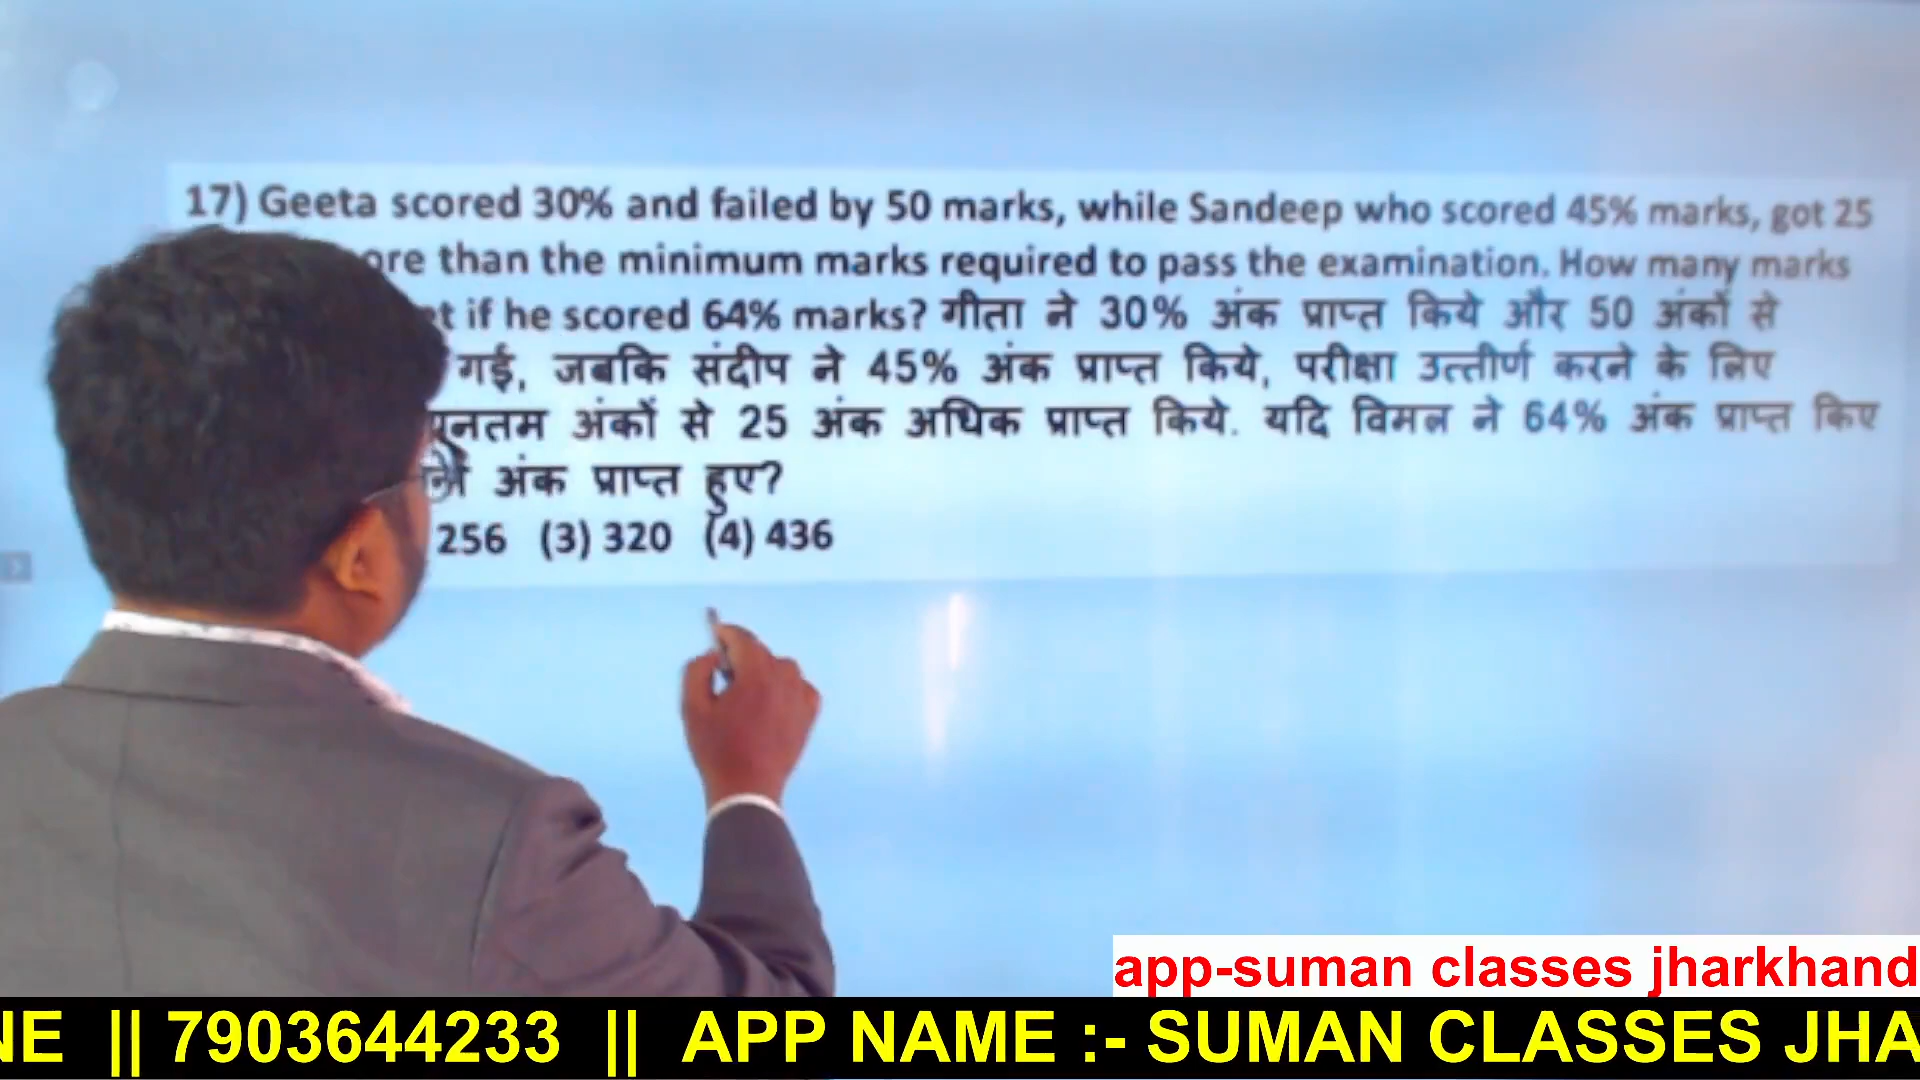 17) Geeta scored 30% and failed by 50 marks, while Sandeep who scored 45% marks, got 25
than the minimum marks required to pass the examination. How many marks
if he scored 64% marks? गीता ने 30% अंक प्राप्त किये और 50 अंकों से
गई, जबकि संदीप ने 45% अंक प्राप्त किये, परीक्षा उत्तीर्ण करने के लिए
अंकों से 25 अंक अधिक प्राप्त किये. यदि विमल ने 64% अंक प्राप्त किए
अंक प्राप्त हुए?
256 (3) 320 (4) 436
app-suman classes jharkhand
NE || 7903644233 || APP NAME :- SUMAN CLASSES JHA